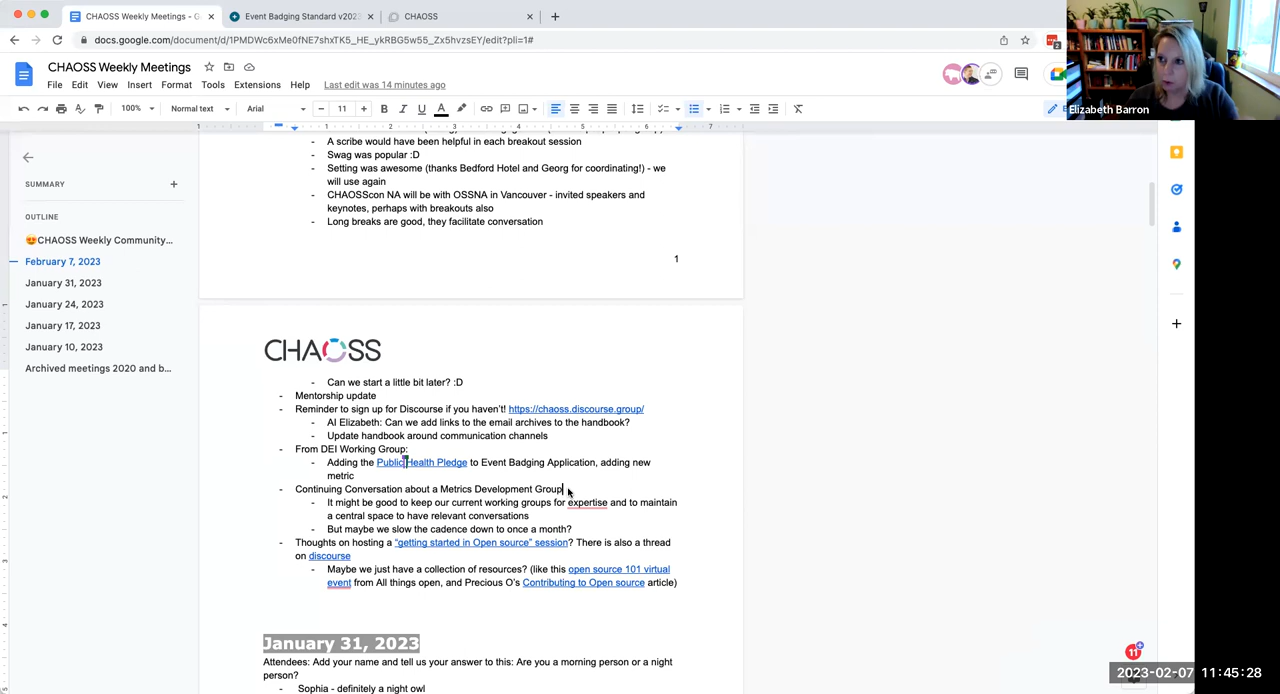 CHAOSS Weekly Meetings - G
Event Badging Standard v2023
CHAOSS
docs.google.com/document/d/1PMDWc6xMe0fNE7shxTK5_HE_ykRBG5w55_Zx5hvzsEY/edit?pli=1#
2
CHAOSS Weekly Meetings
File Edit View Insert Format Tools Extensions Help Last edit was 14 minutes ago
Elizabeth Barron
100% Normal text Arial 11 B I U A
1 1 2 3 4 5 6 7
A scribe would have been helpful in each breakout session
Swag was popular :D
Setting was awesome (thanks Bedford Hotel and Georg for coordinating!) - we
will use again
CHAOSScon NA will be with OSSNA in Vancouver - invited speakers and
keynotes, perhaps with breakouts also
Long breaks are good, they facilitate conversation
1
SUMMARY
OUTLINE
😍CHAOSS Weekly Community...
February 7, 2023
January 31, 2023
January 24, 2023
January 17, 2023
January 10, 2023
Archived meetings 2020 and b...
CHAOSS
- Can we start a little bit later? :D
- Mentorship update
- Reminder to sign up for Discourse if you haven't! https://chaoss.discourse.group/
- AI Elizabeth: Can we add links to the email archives to the handbook?
- Update handbook around communication channels
- From DEI Working Group:
- Adding the Public Health Pledge to Event Badging Application, adding new
metric
- Continuing Conversation about a Metrics Development Group
- It might be good to keep our current working groups for expertise and to maintain
a central space to have relevant conversations
- But maybe we slow the cadence down to once a month?
- Thoughts on hosting a "getting started in Open source" session? There is also a thread
on discourse
- Maybe we just have a collection of resources? (like this open source 101 virtual
event from All things open, and Precious O's Contributing to Open source article)
January 31, 2023
Attendees: Add your name and tell us your answer to this: Are you a morning person or a night
person?
- Sophia - definitely a night owl
11
2023-02-07 11:45:28